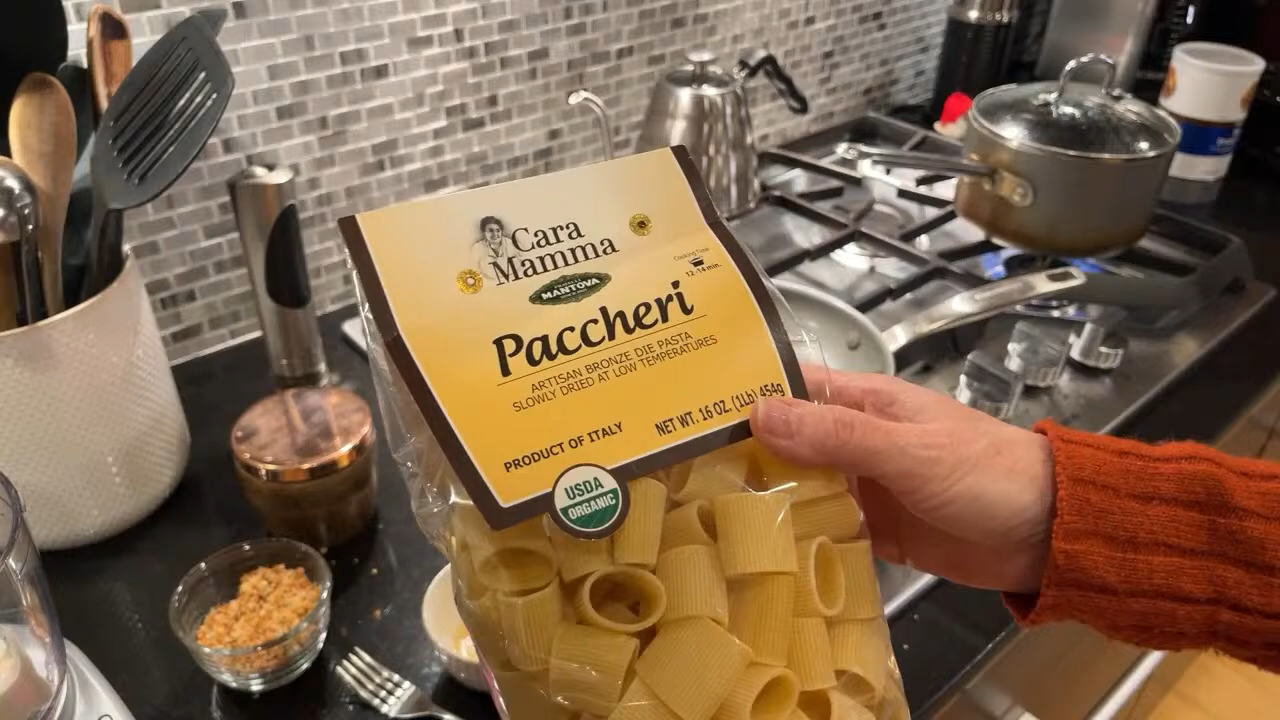 Cara
Mamma
MANTOVA
Cooking Time
12-14 min.
Paccheri
ARTISAN BRONZE DIE PASTA
SLOWLY DRIED AT LOW TEMPERATURES
PRODUCT OF ITALY
NET WT. 16 OZ. (1Lb) 454g
USDA
ORGANIC